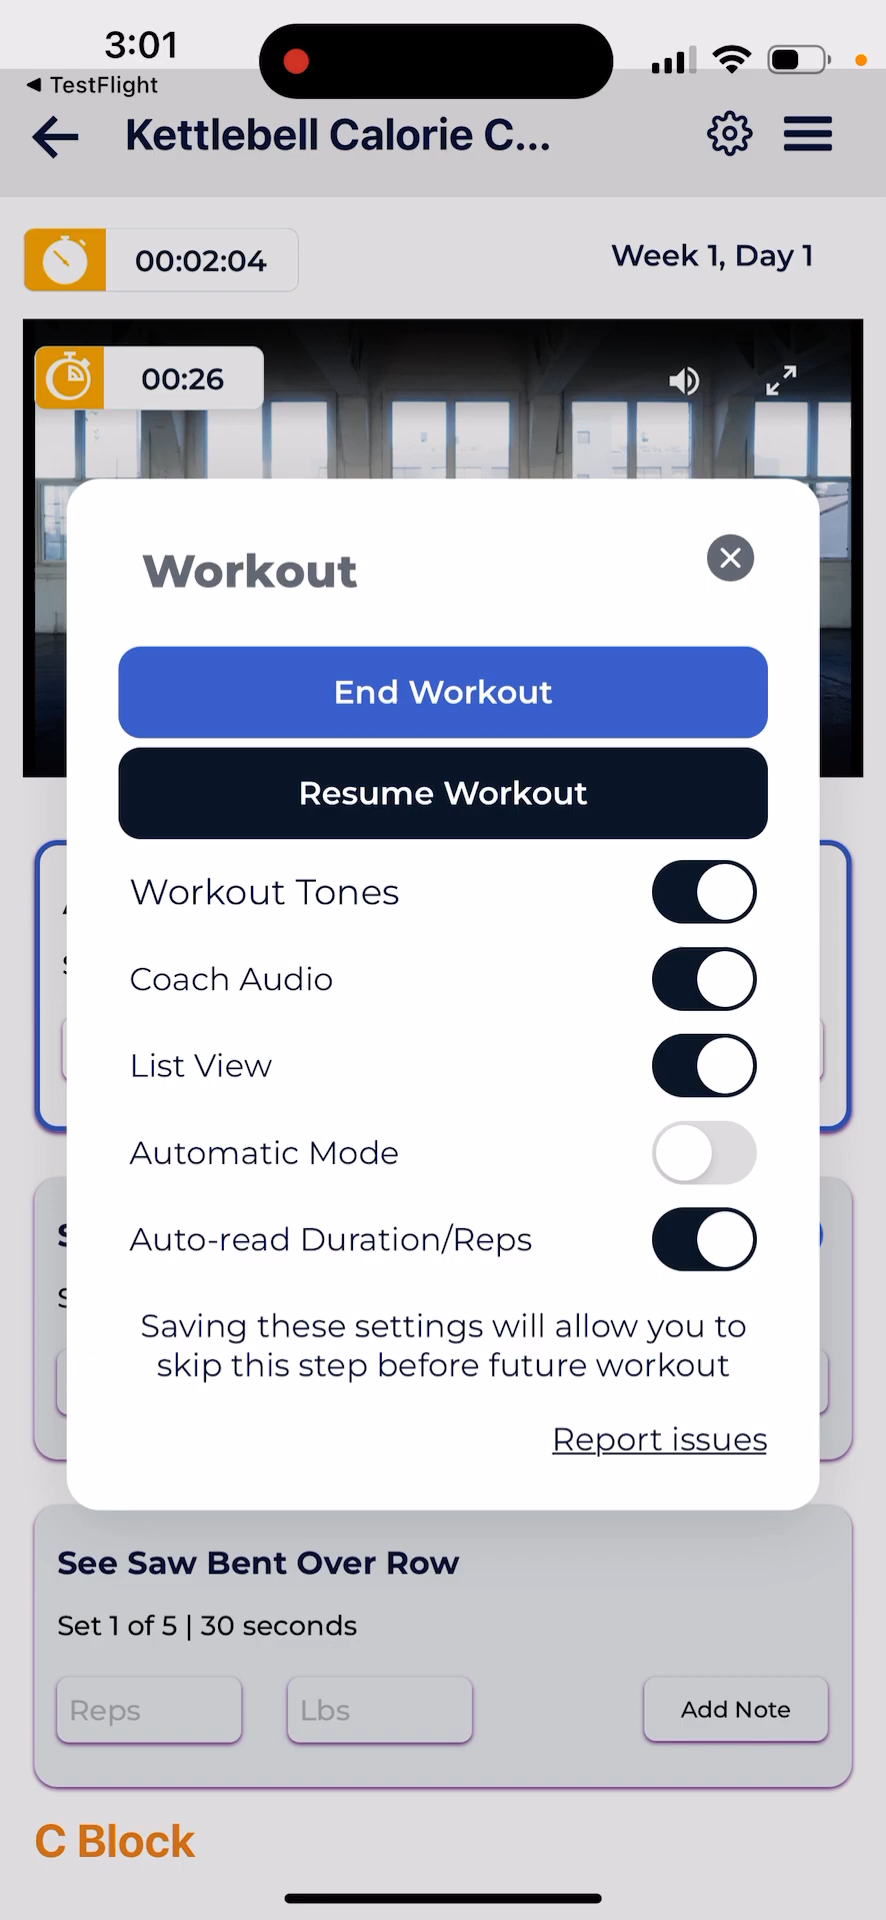 3:01
◀ TestFlight
Kettlebell Calorie C...
00:02:04
Week 1, Day 1
00:26
Workout
End Workout
Resume Workout
Workout Tones
Coach Audio
List View
Automatic Mode
Auto-read Duration/Reps
Saving these settings will allow you to
skip this step before future workout
Report issues
See Saw Bent Over Row
Set 1 of 5 | 30 seconds
Reps
Lbs
Add Note
C Block